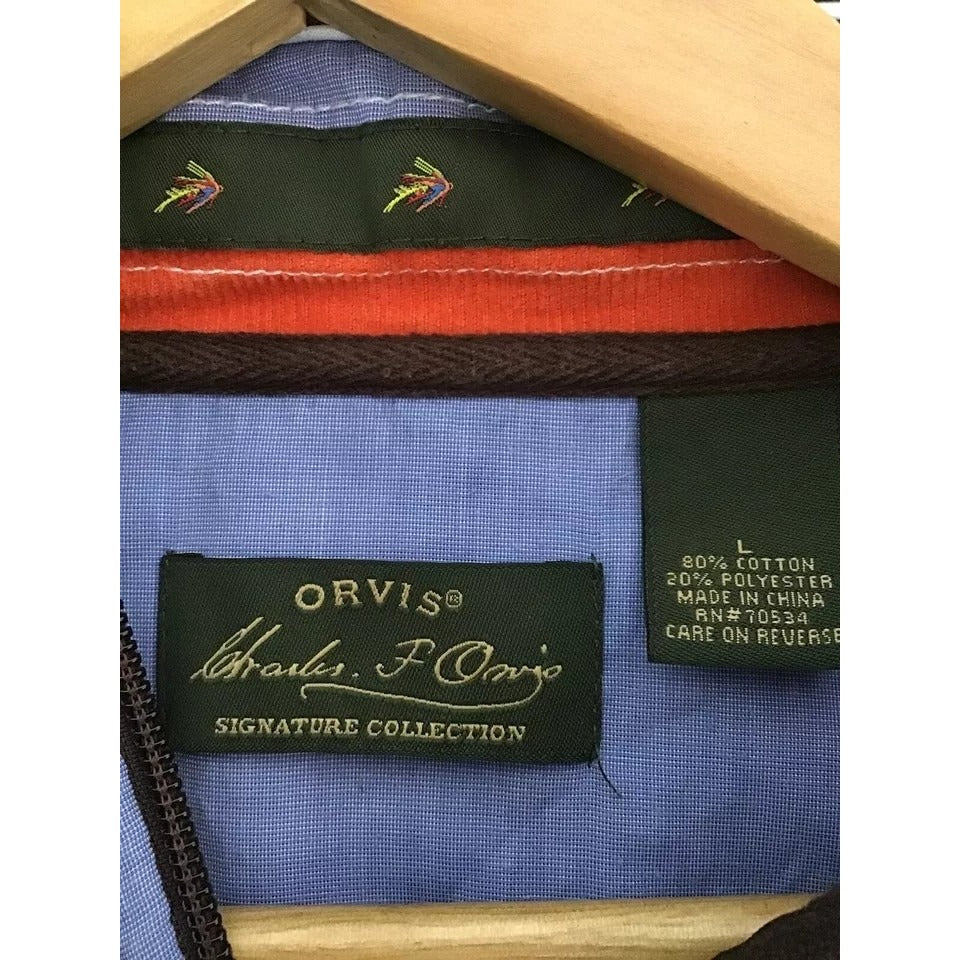 ORVIS®
Charles. F Orvis
SIGNATURE COLLECTION
L
80% COTTON
20% POLYESTER
MADE IN CHINA
RN#70534
CARE ON REVERSE